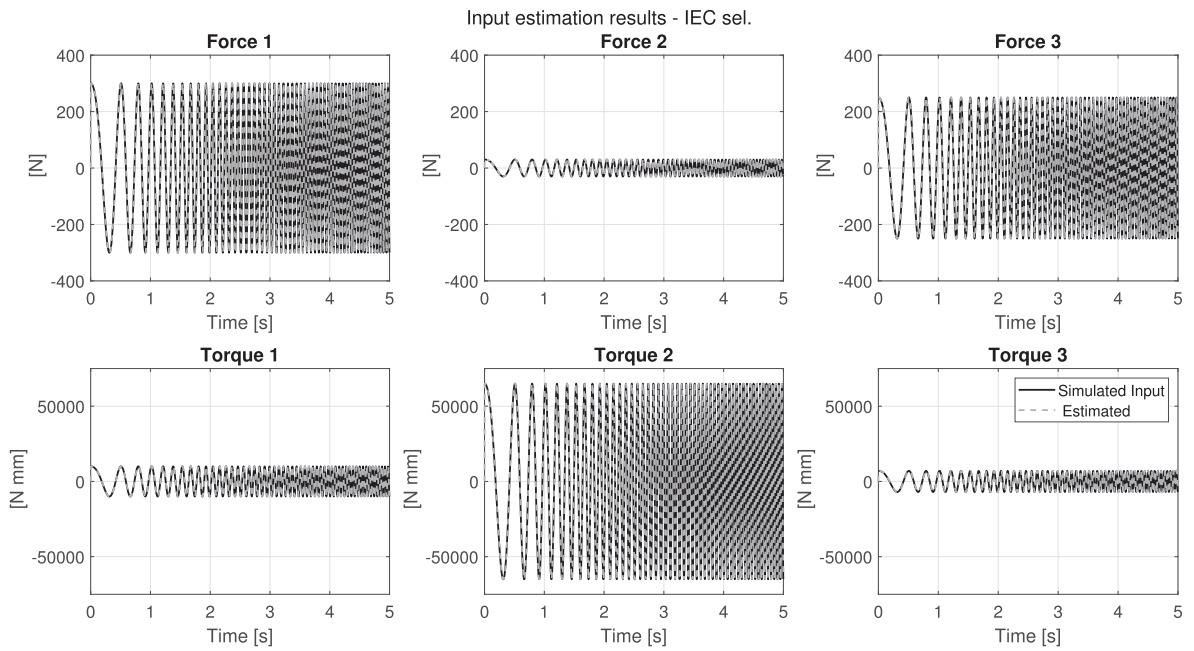 Input estimation results - IEC sel.
Force 1
Force 2
Force 3
400
200
0
-200
-400
[N]
0 1 2 3 4 5
Time [s]
400
200
0
-200
-400
[N]
0 1 2 3 4 5
Time [s]
400
200
0
-200
-400
[N]
0 1 2 3 4 5
Time [s]
Torque 1
Torque 2
Torque 3
50000
0
-50000
[N mm]
0 1 2 3 4 5
Time [s]
50000
0
-50000
[N mm]
0 1 2 3 4 5
Time [s]
Simulated Input
Estimated
50000
0
-50000
[N mm]
0 1 2 3 4 5
Time [s]